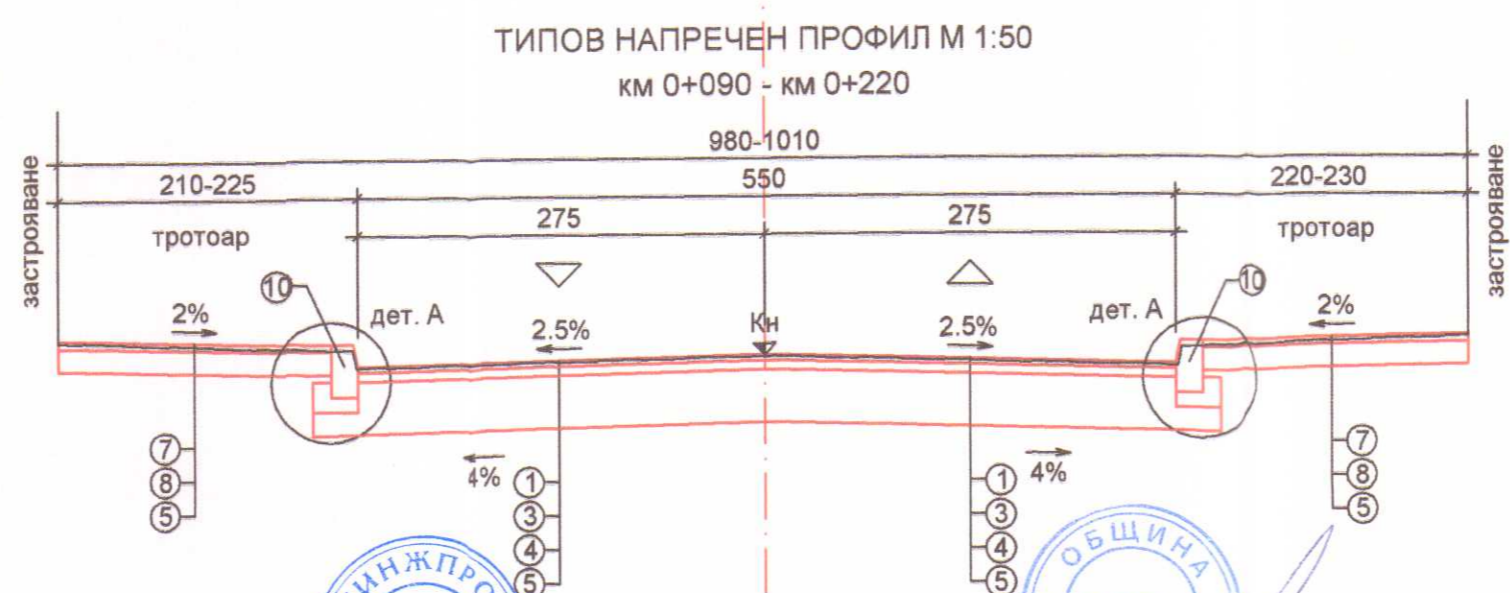 ТИПОВ НАПРЕЧЕН ПРОФИЛ М 1:50
км 0+090 - км 0+220
980-1010
210-225 550 220-230
275 275
застрояване
тротоар
тротоар
застрояване
10 дет. А дет. А 10
2% 2.5% Кн 2.5% 2%
4% 4%
7
8
5
1
3
4
5
1
3
4
5
7
8
5
ОБЩИНА